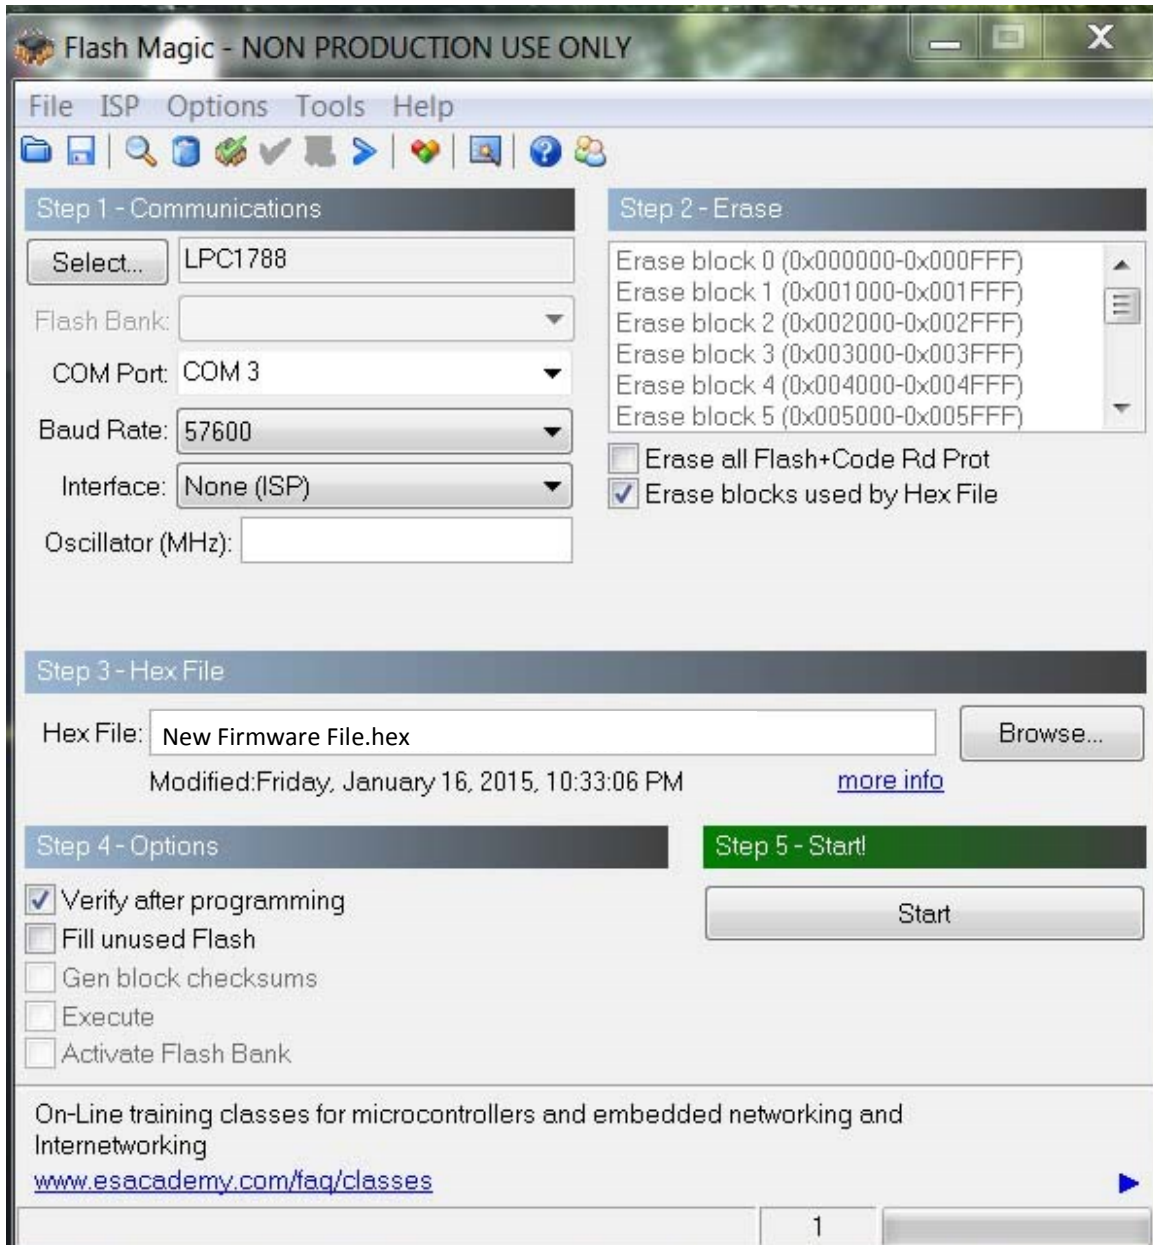 Flash Magic - NON PRODUCTION USE ONLY
File ISP Options Tools Help
Step 1 - Communications
Select... LPC1788
Flash Bank:
COM Port: COM 3
Baud Rate: 57600
Interface: None (ISP)
Oscillator (MHz):
Step 2 - Erase
Erase block 0 (0x000000-0x000FFF)
Erase block 1 (0x001000-0x001FFF)
Erase block 2 (0x002000-0x002FFF)
Erase block 3 (0x003000-0x003FFF)
Erase block 4 (0x004000-0x004FFF)
Erase block 5 (0x005000-0x005FFF)
Erase all Flash+Code Rd Prot
Erase blocks used by Hex File
Step 3 - Hex File
Hex File: New Firmware File.hex Browse...
Modified:Friday, January 16, 2015, 10:33:06 PM more info
Step 4 - Options
Verify after programming
Fill unused Flash
Gen block checksums
Execute
Activate Flash Bank
Step 5 - Start!
Start
On-Line training classes for microcontrollers and embedded networking and
Internetworking
www.esacademy.com/faq/classes
1